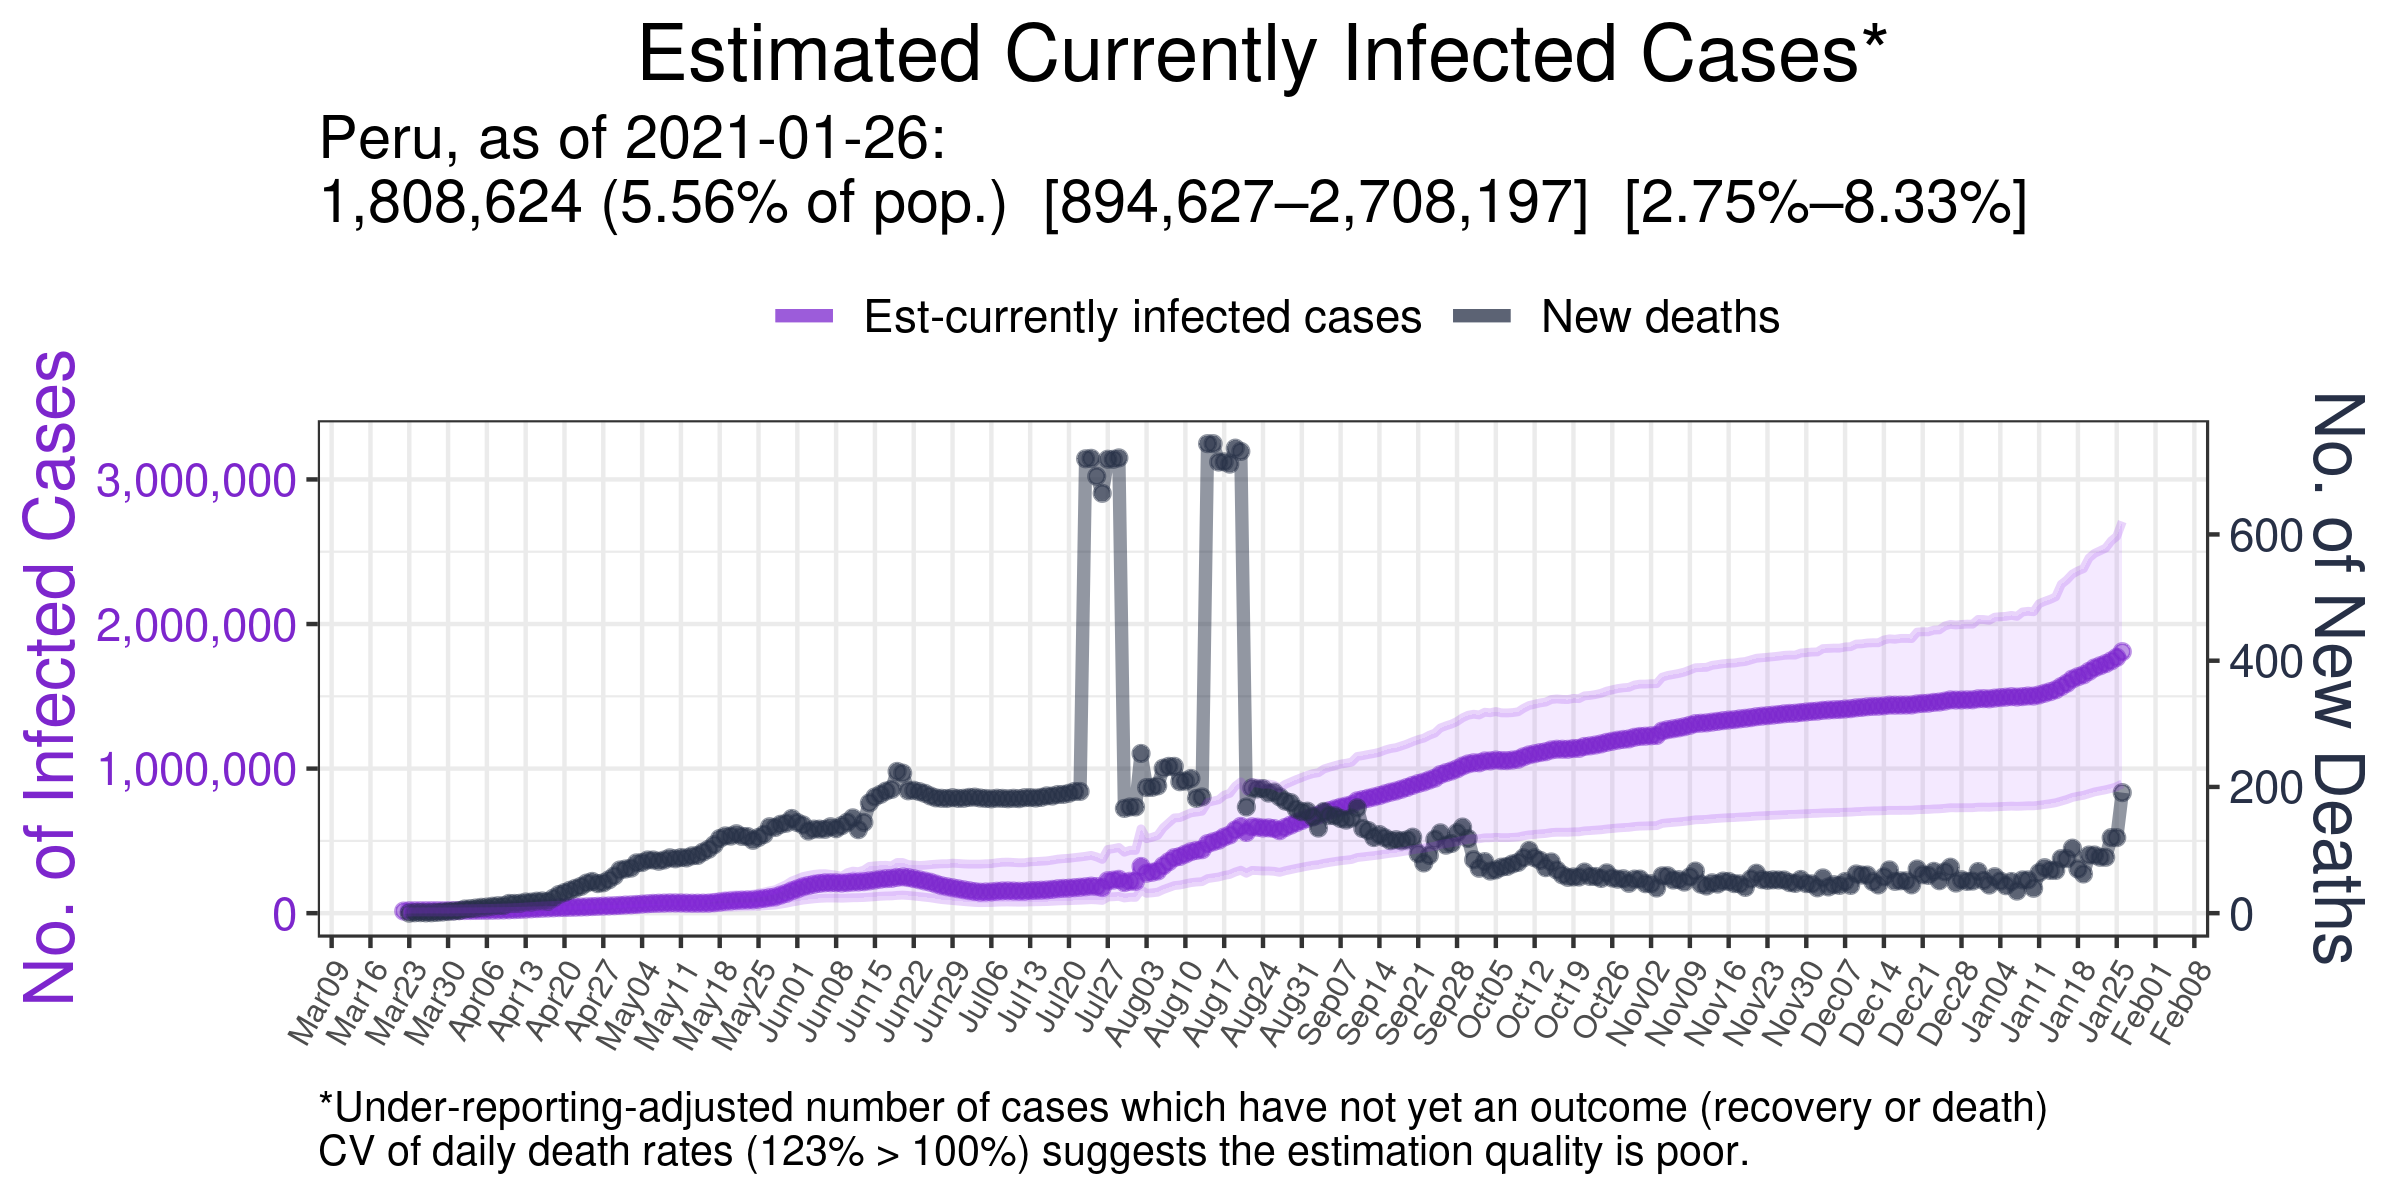 Estimated Currently Infected Cases*
Peru, as of 2021-01-26:
1,808,624 (5.56% of pop.) [894,627–2,708,197] [2.75%–8.33%]
Est-currently infected cases
New deaths
No. of Infected Cases
3,000,000
2,000,000
1,000,000
0
No. of New Deaths
600
400
200
0
Mar09
Mar16
Mar23
Mar30
Apr06
Apr13
Apr20
Apr27
May04
May11
May18
May25
Jun01
Jun08
Jun15
Jun22
Jun29
Jul06
Jul13
Jul20
Jul27
Aug03
Aug10
Aug17
Aug24
Aug31
Sep07
Sep14
Sep21
Sep28
Oct05
Oct12
Oct19
Oct26
Nov02
Nov09
Nov16
Nov23
Nov30
Dec07
Dec14
Dec21
Dec28
Jan04
Jan11
Jan18
Jan25
Feb01
Feb08
*Under-reporting-adjusted number of cases which have not yet an outcome (recovery or death)
CV of daily death rates (123% > 100%) suggests the estimation quality is poor.